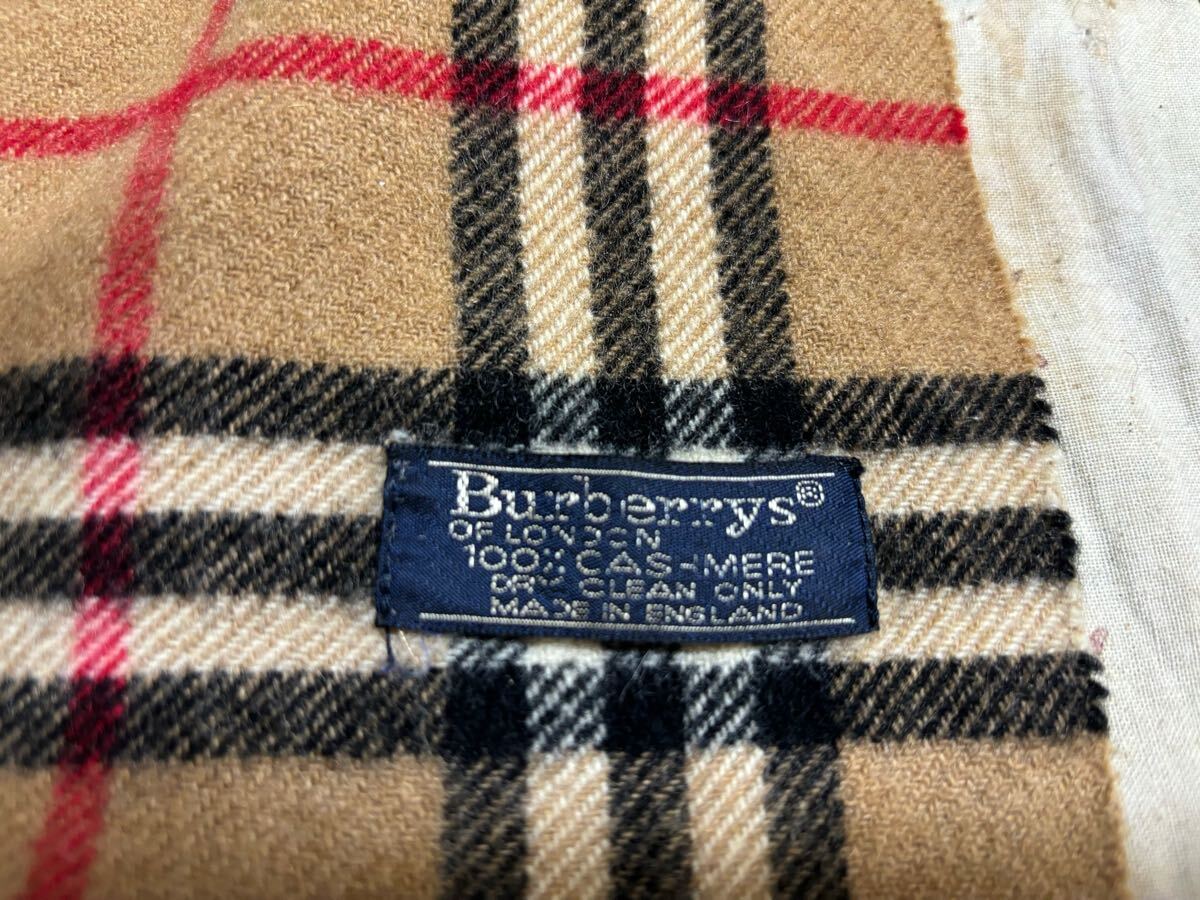 Burberrys®
OF LONDON
100% CASHMERE
DRY CLEAN ONLY
MADE IN ENGLAND